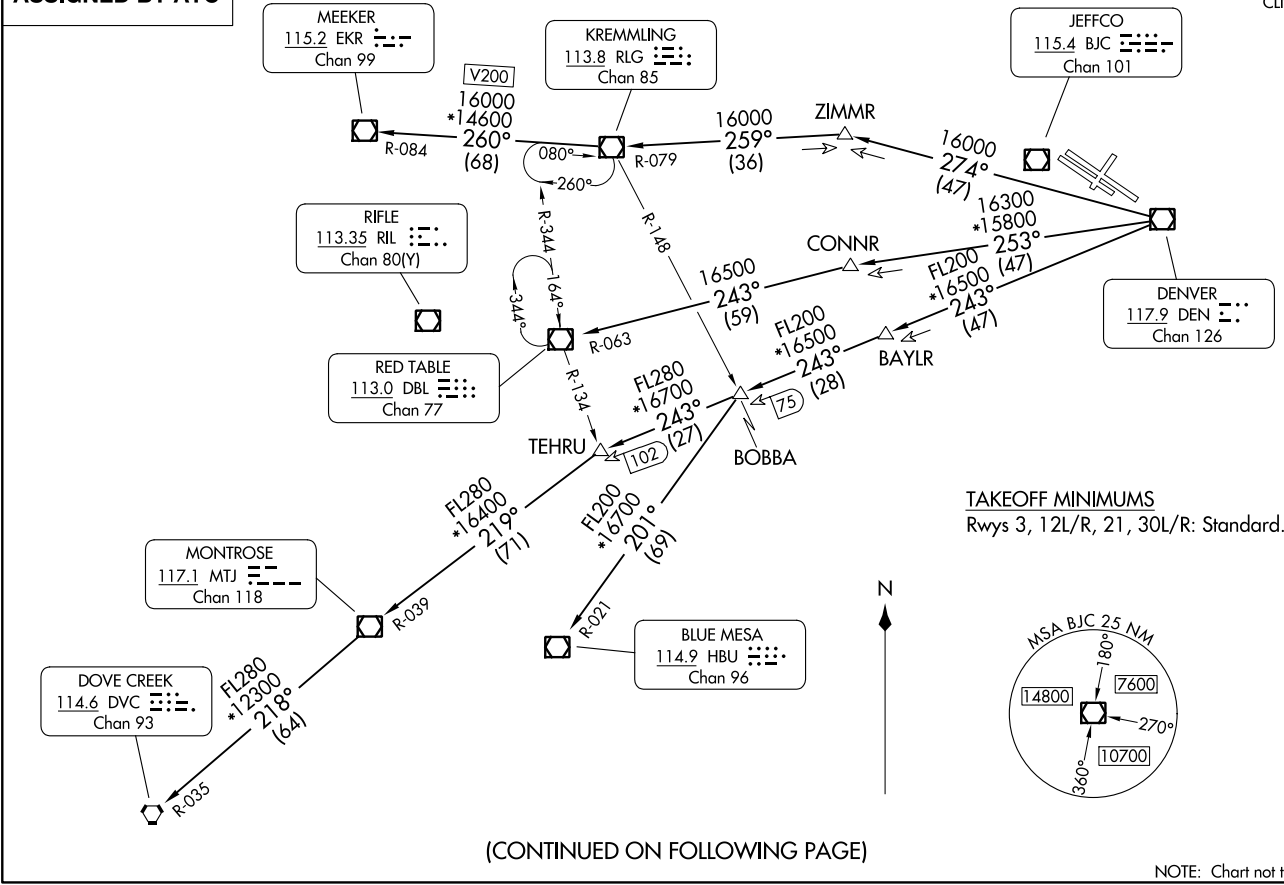 ASSIGNED BY ATC
CLI
MEEKER
115.2 EKR
Chan 99
KREMMLING
113.8 RLG
Chan 85
JEFFCO
115.4 BJC
Chan 101
V200
16000
*14600
260°
(68)
R-084
080°
260°
R-079
16000
259°
(36)
ZIMMR
16000
274°
(47)
RIFLE
113.35 RIL
Chan 80(Y)
R-344
R-148
164°
344°
CONNR
16300
*15800
253°
(47)
16500
243°
(59)
R-063
FL200
*16500
243°
(47)
DENVER
117.9 DEN
Chan 126
BAYLR
RED TABLE
113.0 DBL
Chan 77
R-134
FL200
*16500
243°
(28)
75
FL280
*16700
243°
(27)
102
TEHRU
BOBBA
FL280
*16400
219°
(71)
FL200
*16700
201°
(69)
TAKEOFF MINIMUMS
Rwys 3, 12L/R, 21, 30L/R: Standard.
MONTROSE
117.1 MTJ
Chan 118
R-039
R-021
BLUE MESA
114.9 HBU
Chan 96
N
MSA BJC 25 NM
180°
14800
7600
270°
10700
360°
DOVE CREEK
114.6 DVC
Chan 93
FL280
*12300
218°
(64)
R-035
(CONTINUED ON FOLLOWING PAGE)
NOTE: Chart not